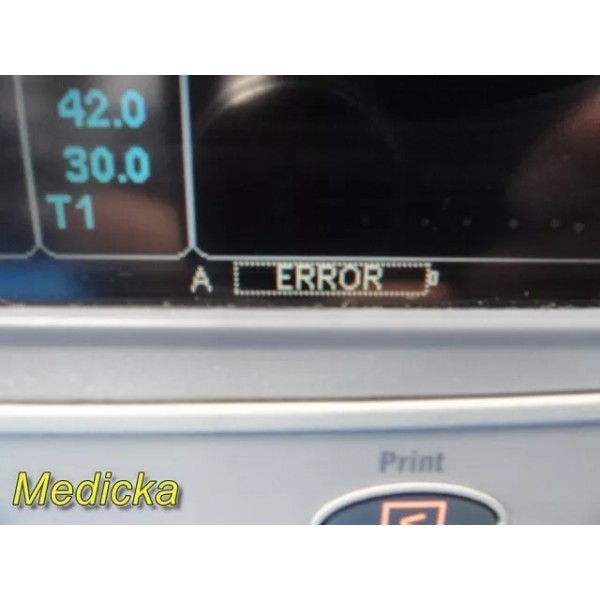 42.0
30.0
T1
A ERROR
Print
Medicka